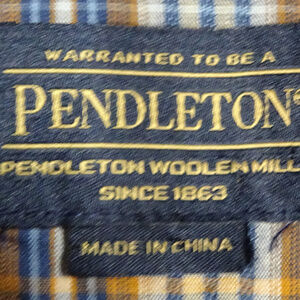 WARRANTED TO BE A
PENDLETON®
PENDLETON WOOLEN MILL
SINCE 1863
MADE IN CHINA